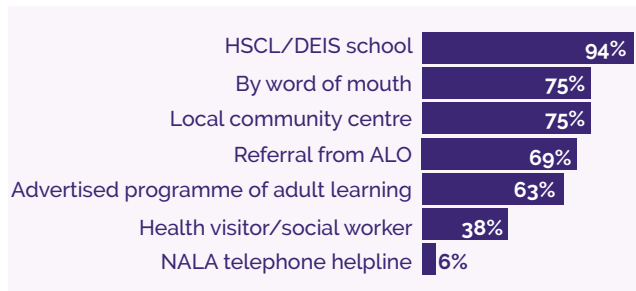 HSCL/DEIS school 94%
By word of mouth 75%
Local community centre 75%
Referral from ALO 69%
Advertised programme of adult learning 63%
Health visitor/social worker 38%
NALA telephone helpline 6%